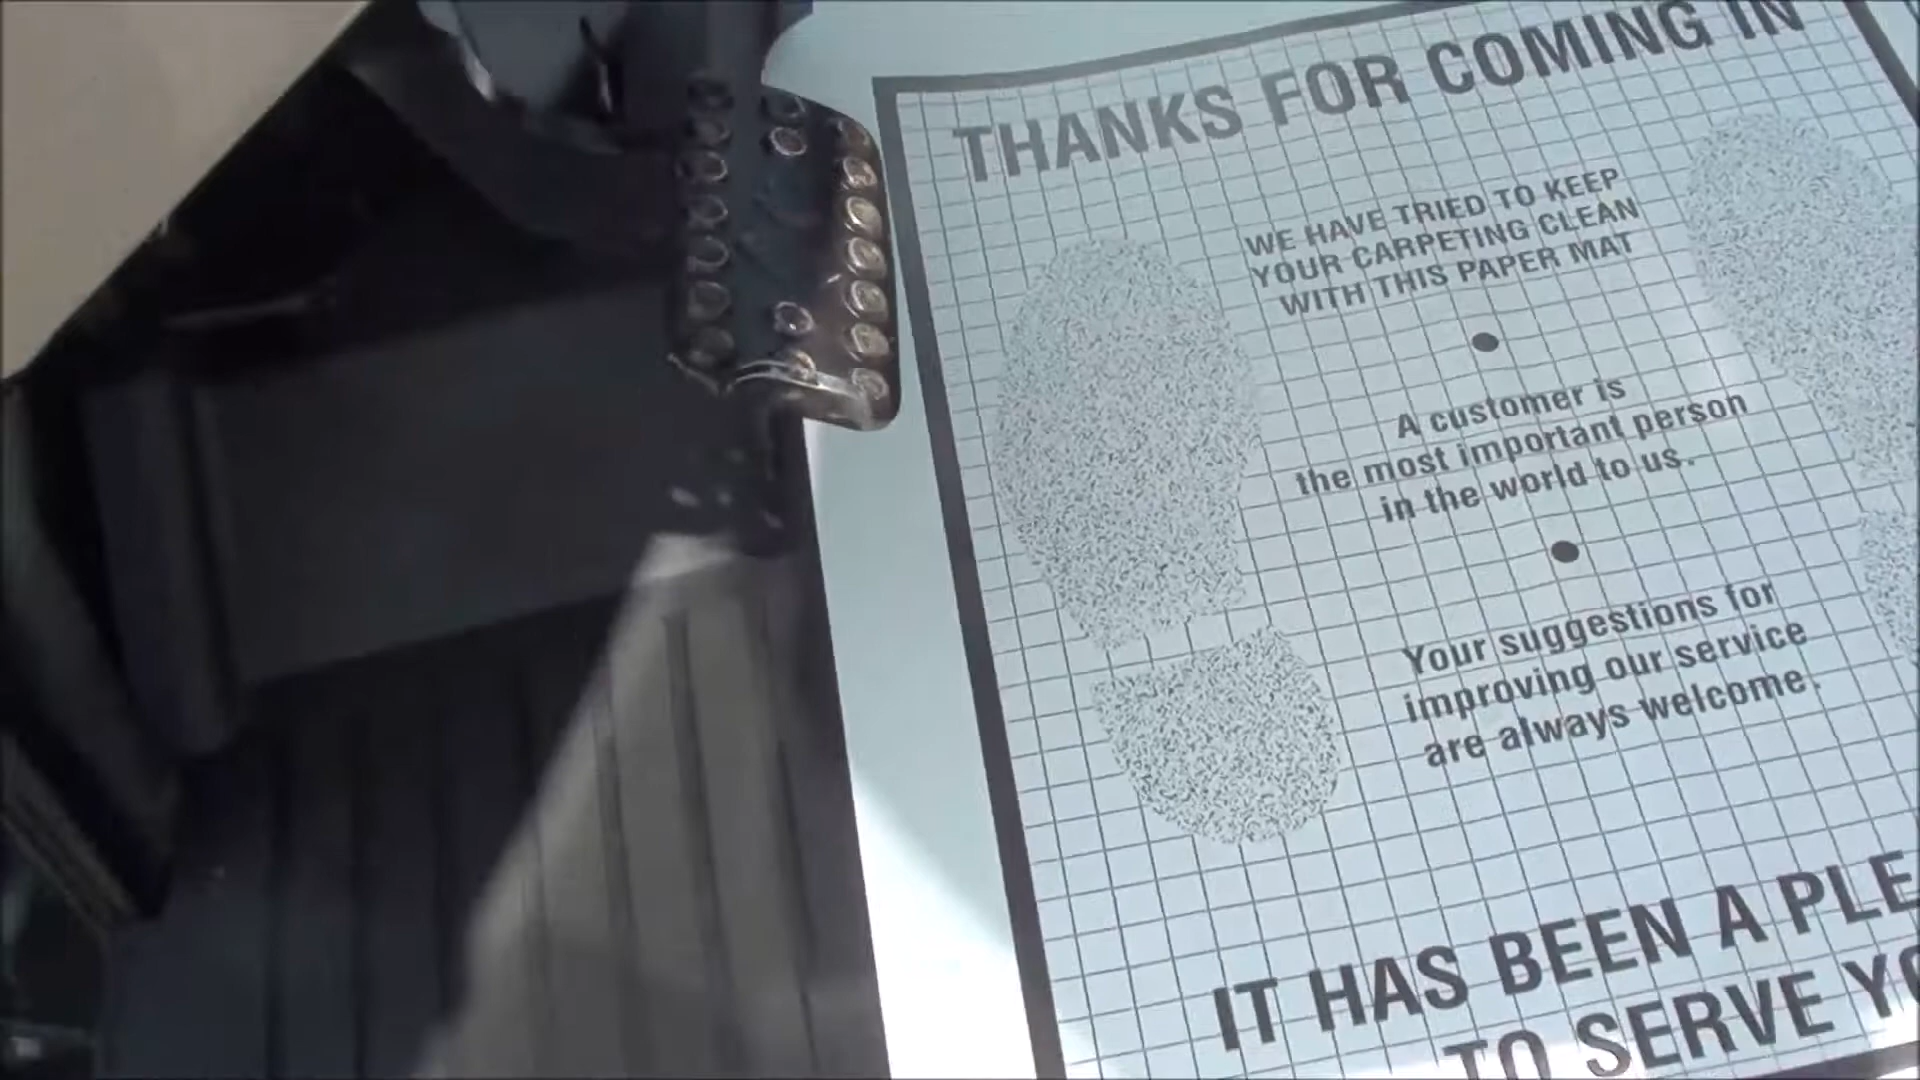 THANKS FOR COMING IN
WE HAVE TRIED TO KEEP
YOUR CARPETING CLEAN
WITH THIS PAPER MAT
A customer is
the most important person
in the world to us.
Your suggestions for
improving our service
are always welcome.
IT HAS BEEN A PLE
TO SERVE YO